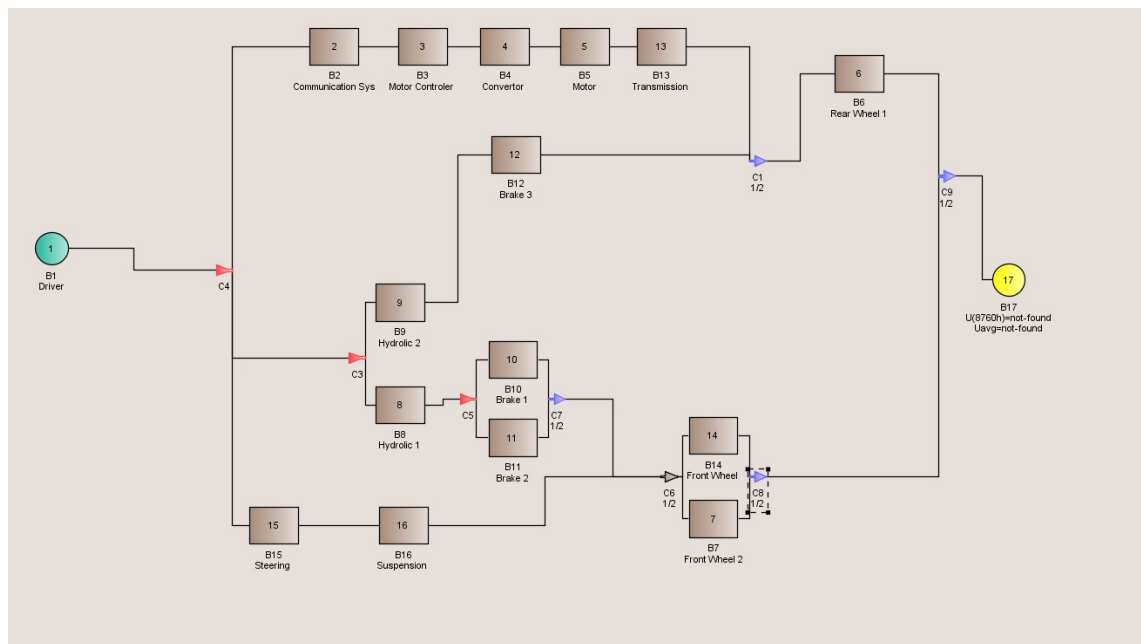 2
B2
Communication Sys
3
B3
Motor Controler
4
B4
Convertor
5
B5
Motor
13
B13
Transmission
6
B6
Rear Wheel 1
12
B12
Brake 3
C1
1/2
C9
1/2
1
B1
Driver
C4
17
B17
U(8760h)=not-found
Uavg=not-found
9
B9
Hydrolic 2
C3
8
B8
Hydrolic 1
C5
10
B10
Brake 1
11
B11
Brake 2
C7
1/2
14
B14
Front Wheel
C6
1/2
C8
1/2
7
B7
Front Wheel 2
15
B15
Steering
16
B16
Suspension